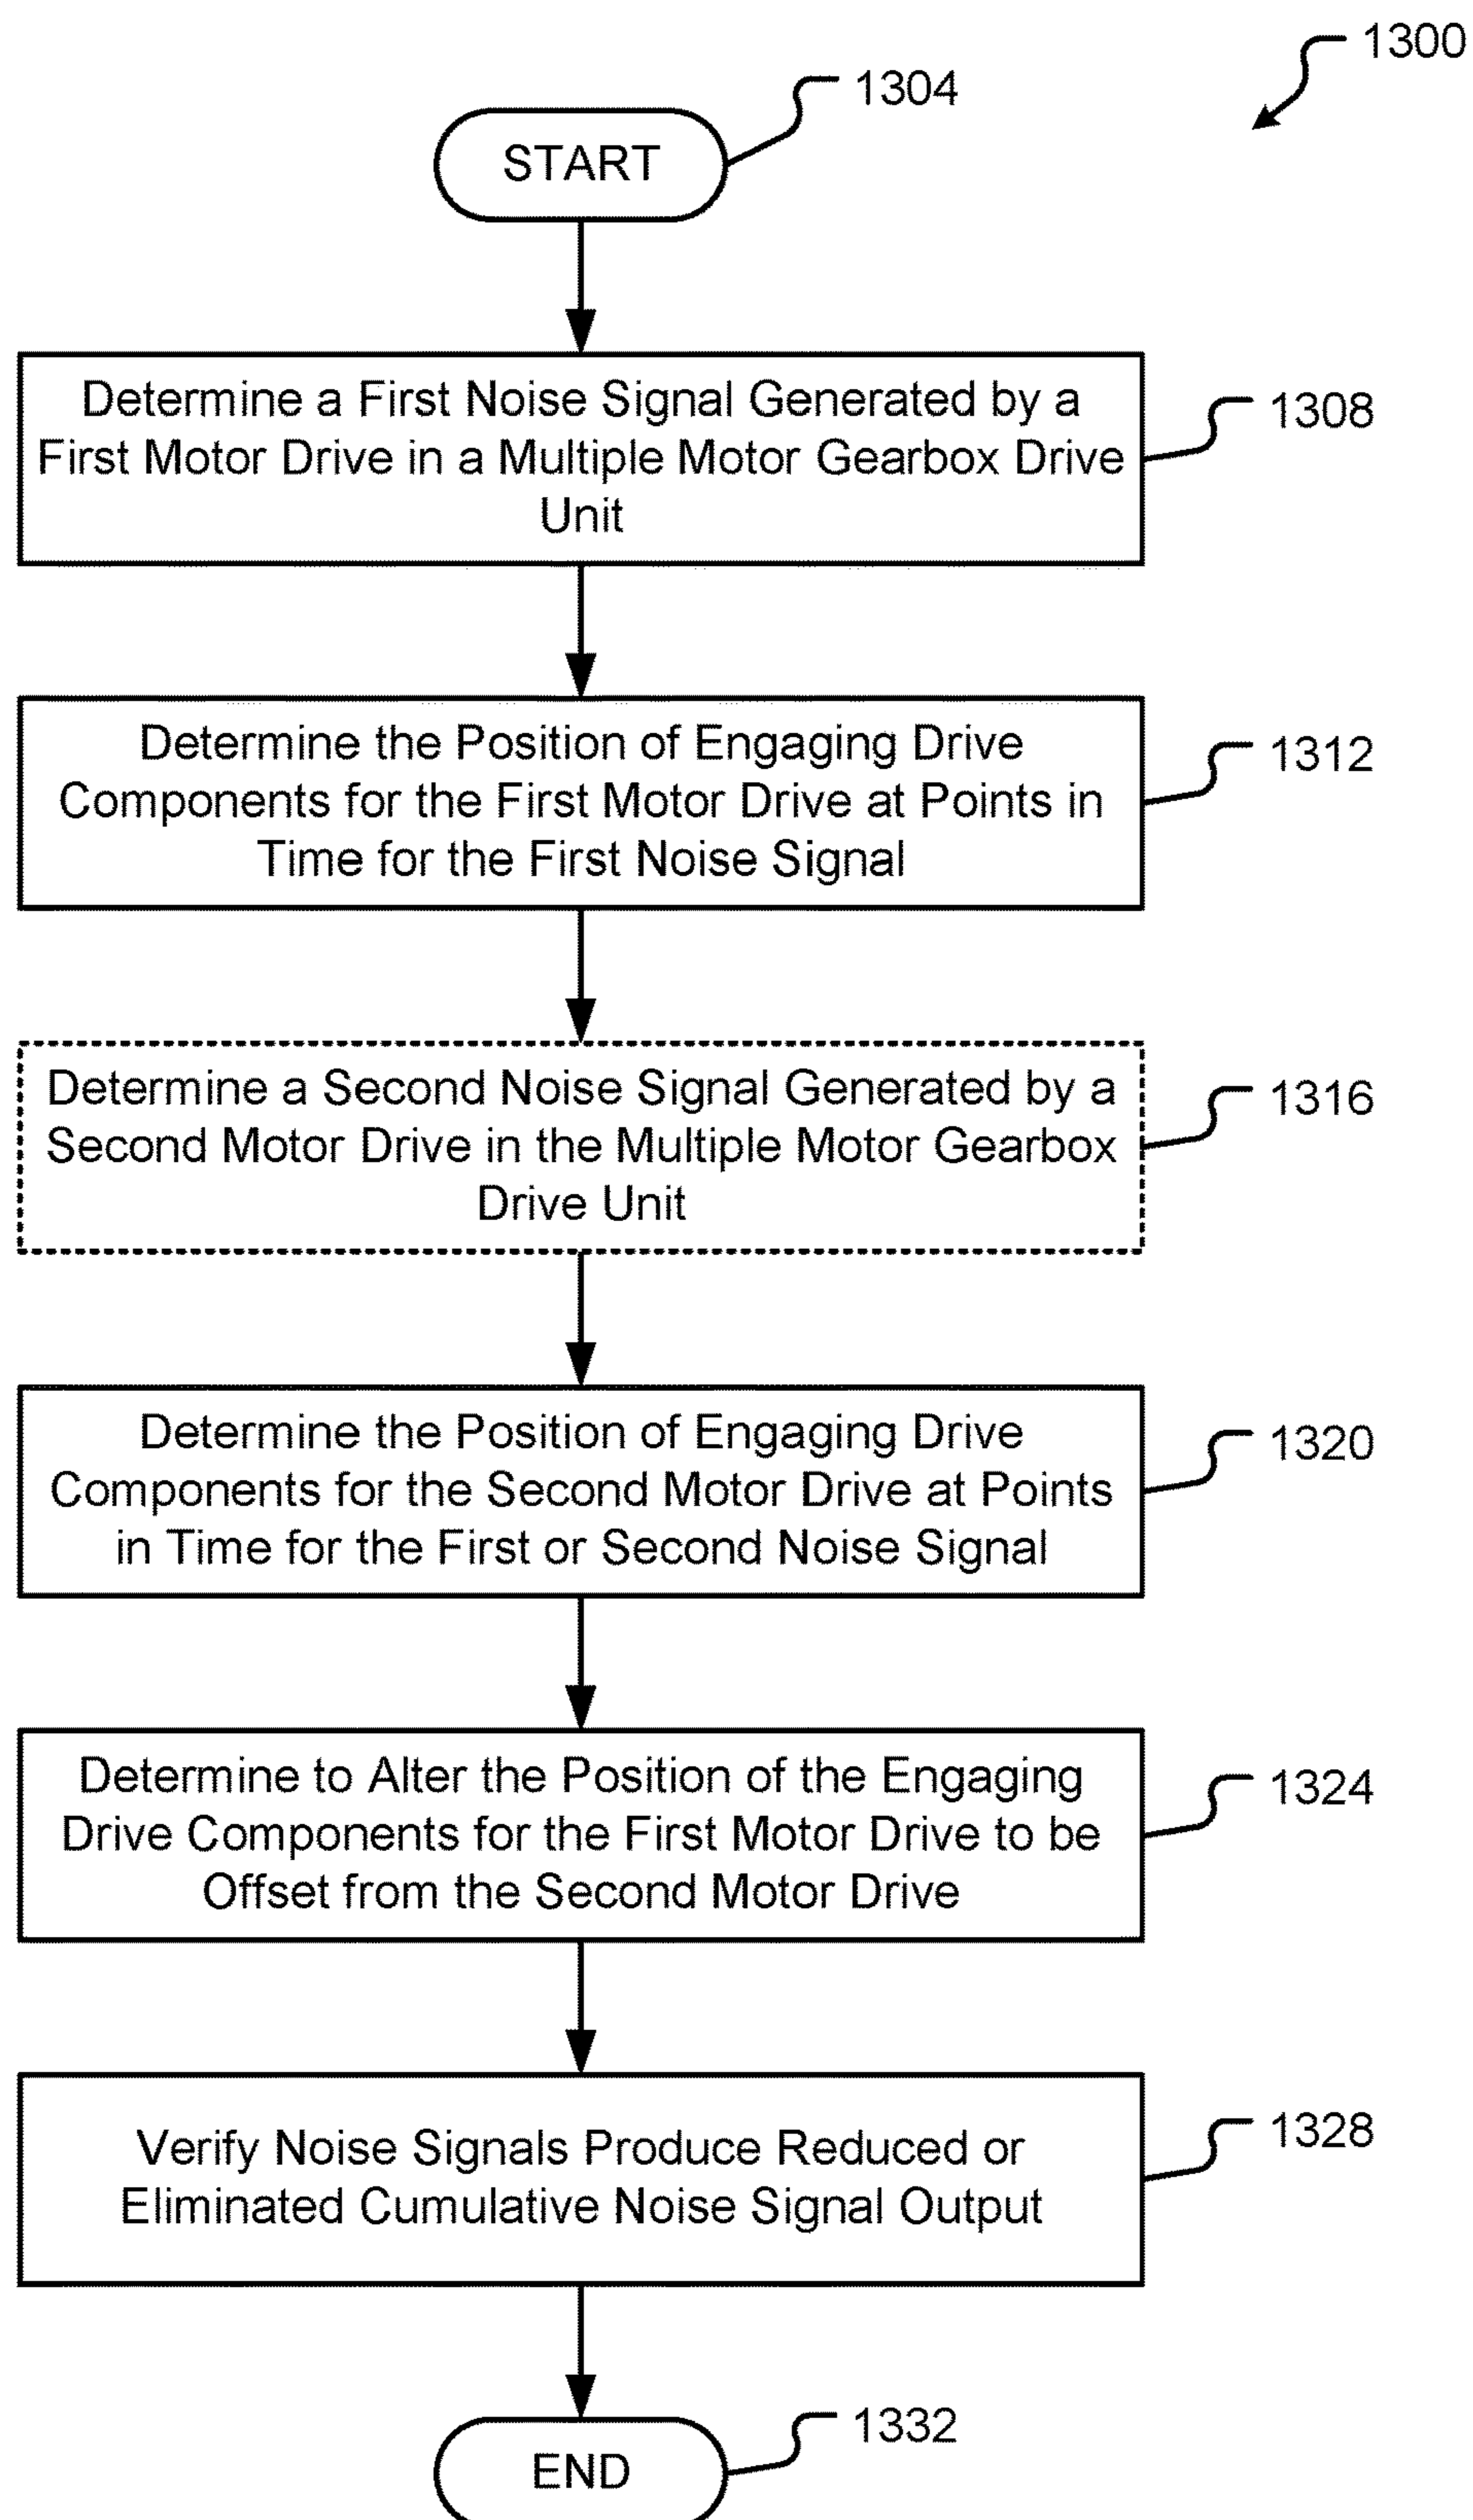 1300
1304
START
Determine a First Noise Signal Generated by a
First Motor Drive in a Multiple Motor Gearbox Drive
Unit
1308
Determine the Position of Engaging Drive
Components for the First Motor Drive at Points in
Time for the First Noise Signal
1312
Determine a Second Noise Signal Generated by a
Second Motor Drive in the Multiple Motor Gearbox
Drive Unit
1316
Determine the Position of Engaging Drive
Components for the Second Motor Drive at Points
in Time for the First or Second Noise Signal
1320
Determine to Alter the Position of the Engaging
Drive Components for the First Motor Drive to be
Offset from the Second Motor Drive
1324
Verify Noise Signals Produce Reduced or
Eliminated Cumulative Noise Signal Output
1328
1332
END